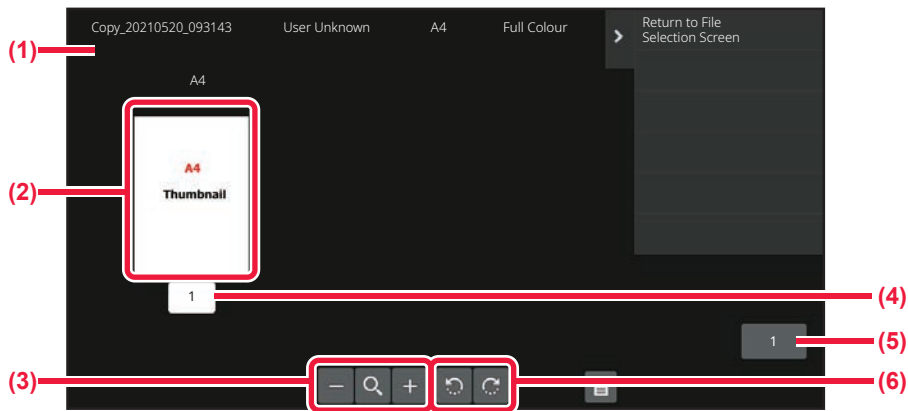 Copy_20210520_093143 User Unknown A4 Full Colour
Return to File
Selection Screen
(1)
A4
A4
Thumbnail
(2)
1
(4)
1
(5)
(3)
(6)